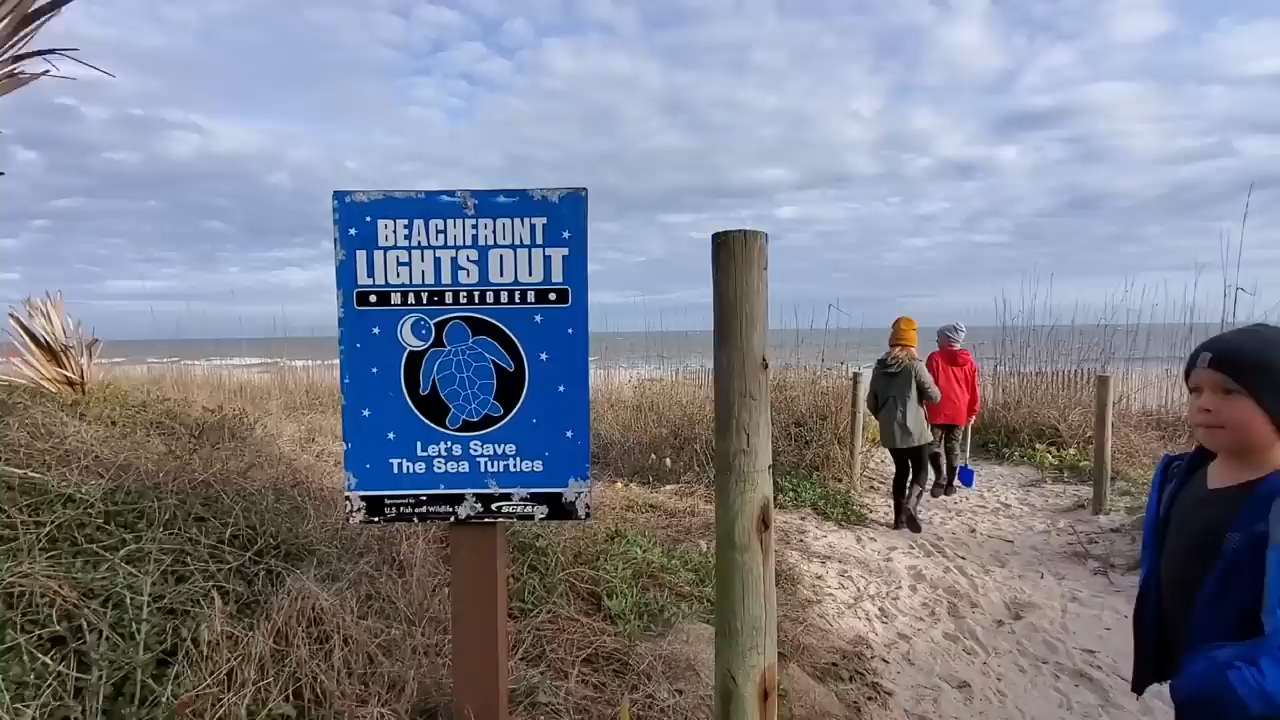 BEACHFRONT
LIGHTS OUT
• MAY-OCTOBER •
Let's Save
The Sea Turtles
Sponsored by
U.S. Fish and Wildlife
SCE&G